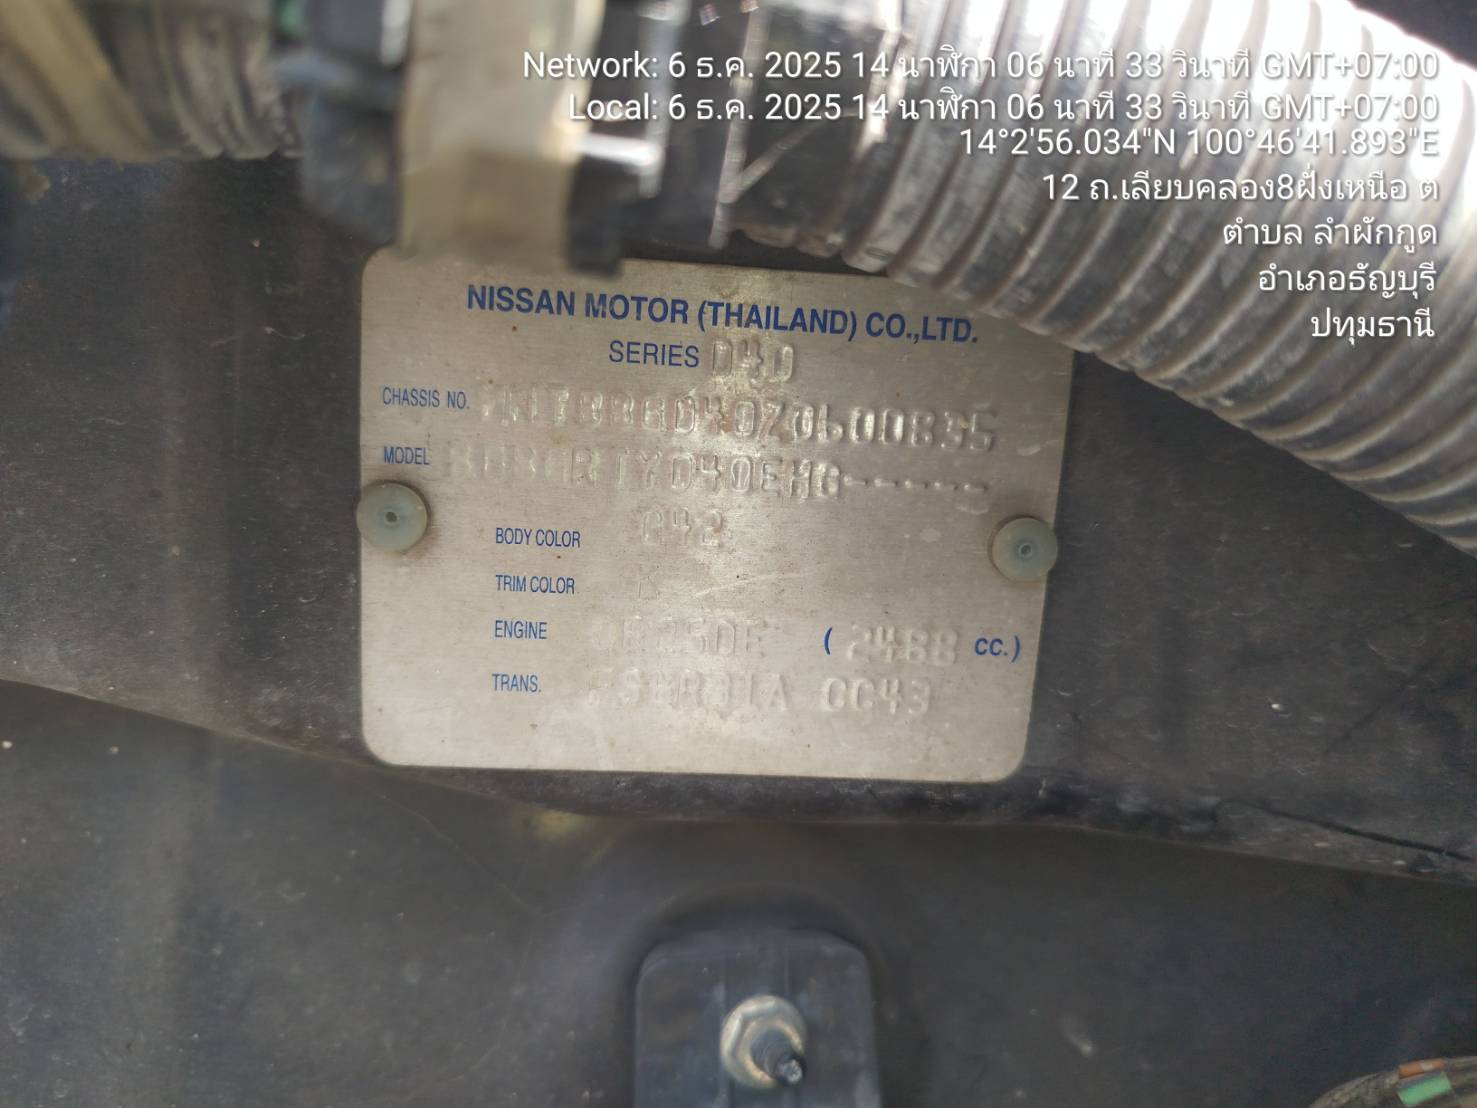 Network: 6 ธ.ค. 2025 14 นาฬิกา 06 นาที 33 วินาที GMT+07:00
Local: 6 ธ.ค. 2025 14 นาฬิกา 06 นาที 33 วินาที GMT+07:00
14°2'56.034"N 100°46'41.893"E
12 ถ.เลียบคลอง8ฝั่งเหนือ ต
ตำบล ลำผักกูด
อำเภอธัญบุรี
ปทุมธานี
NISSAN MOTOR (THAILAND) CO.,LTD.
SERIES D40
CHASSIS NO.
MODEL
BODY COLOR
TRIM COLOR K
ENGINE (2488 CC.)
TRANS. 0C43